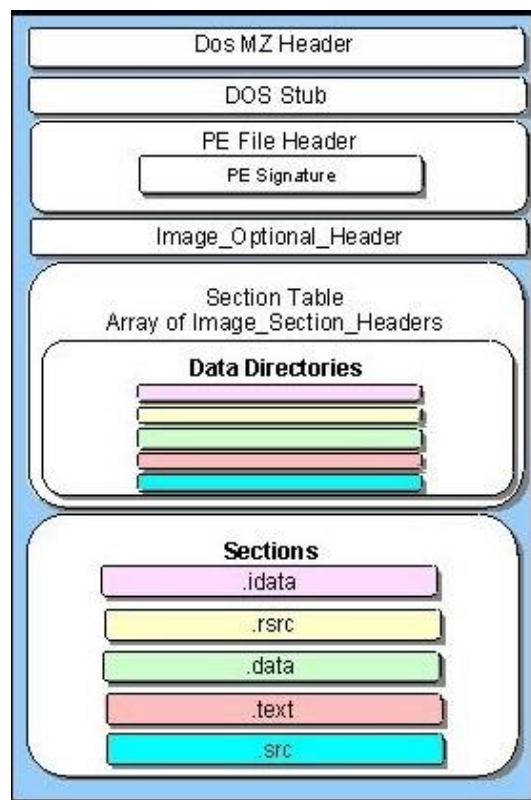 Dos MZ Header
DOS Stub
PE File Header
PE Signature
Image_Optional_Header
Section Table
Array of Image_Section_Headers
Data Directories
Sections
.idata
.rsrc
.data
.text
.src